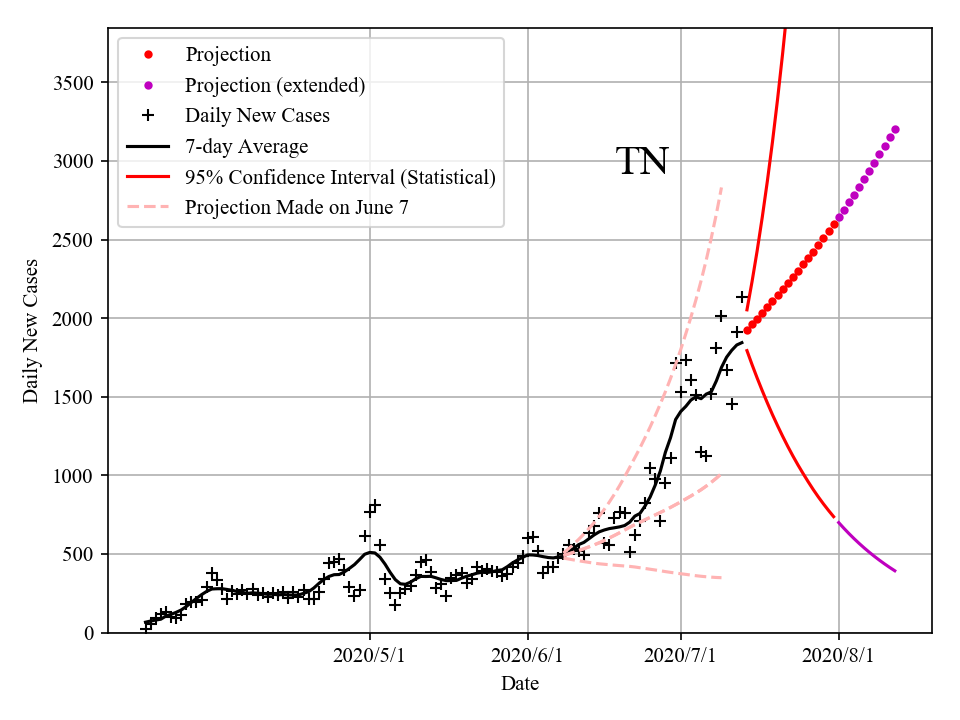 Projection
Projection (extended)
Daily New Cases
7-day Average
95% Confidence Interval (Statistical)
Projection Made on June 7
TN
3500
3000
2500
2000
1500
1000
500
0
Daily New Cases
2020/5/1 2020/6/1 2020/7/1 2020/8/1
Date